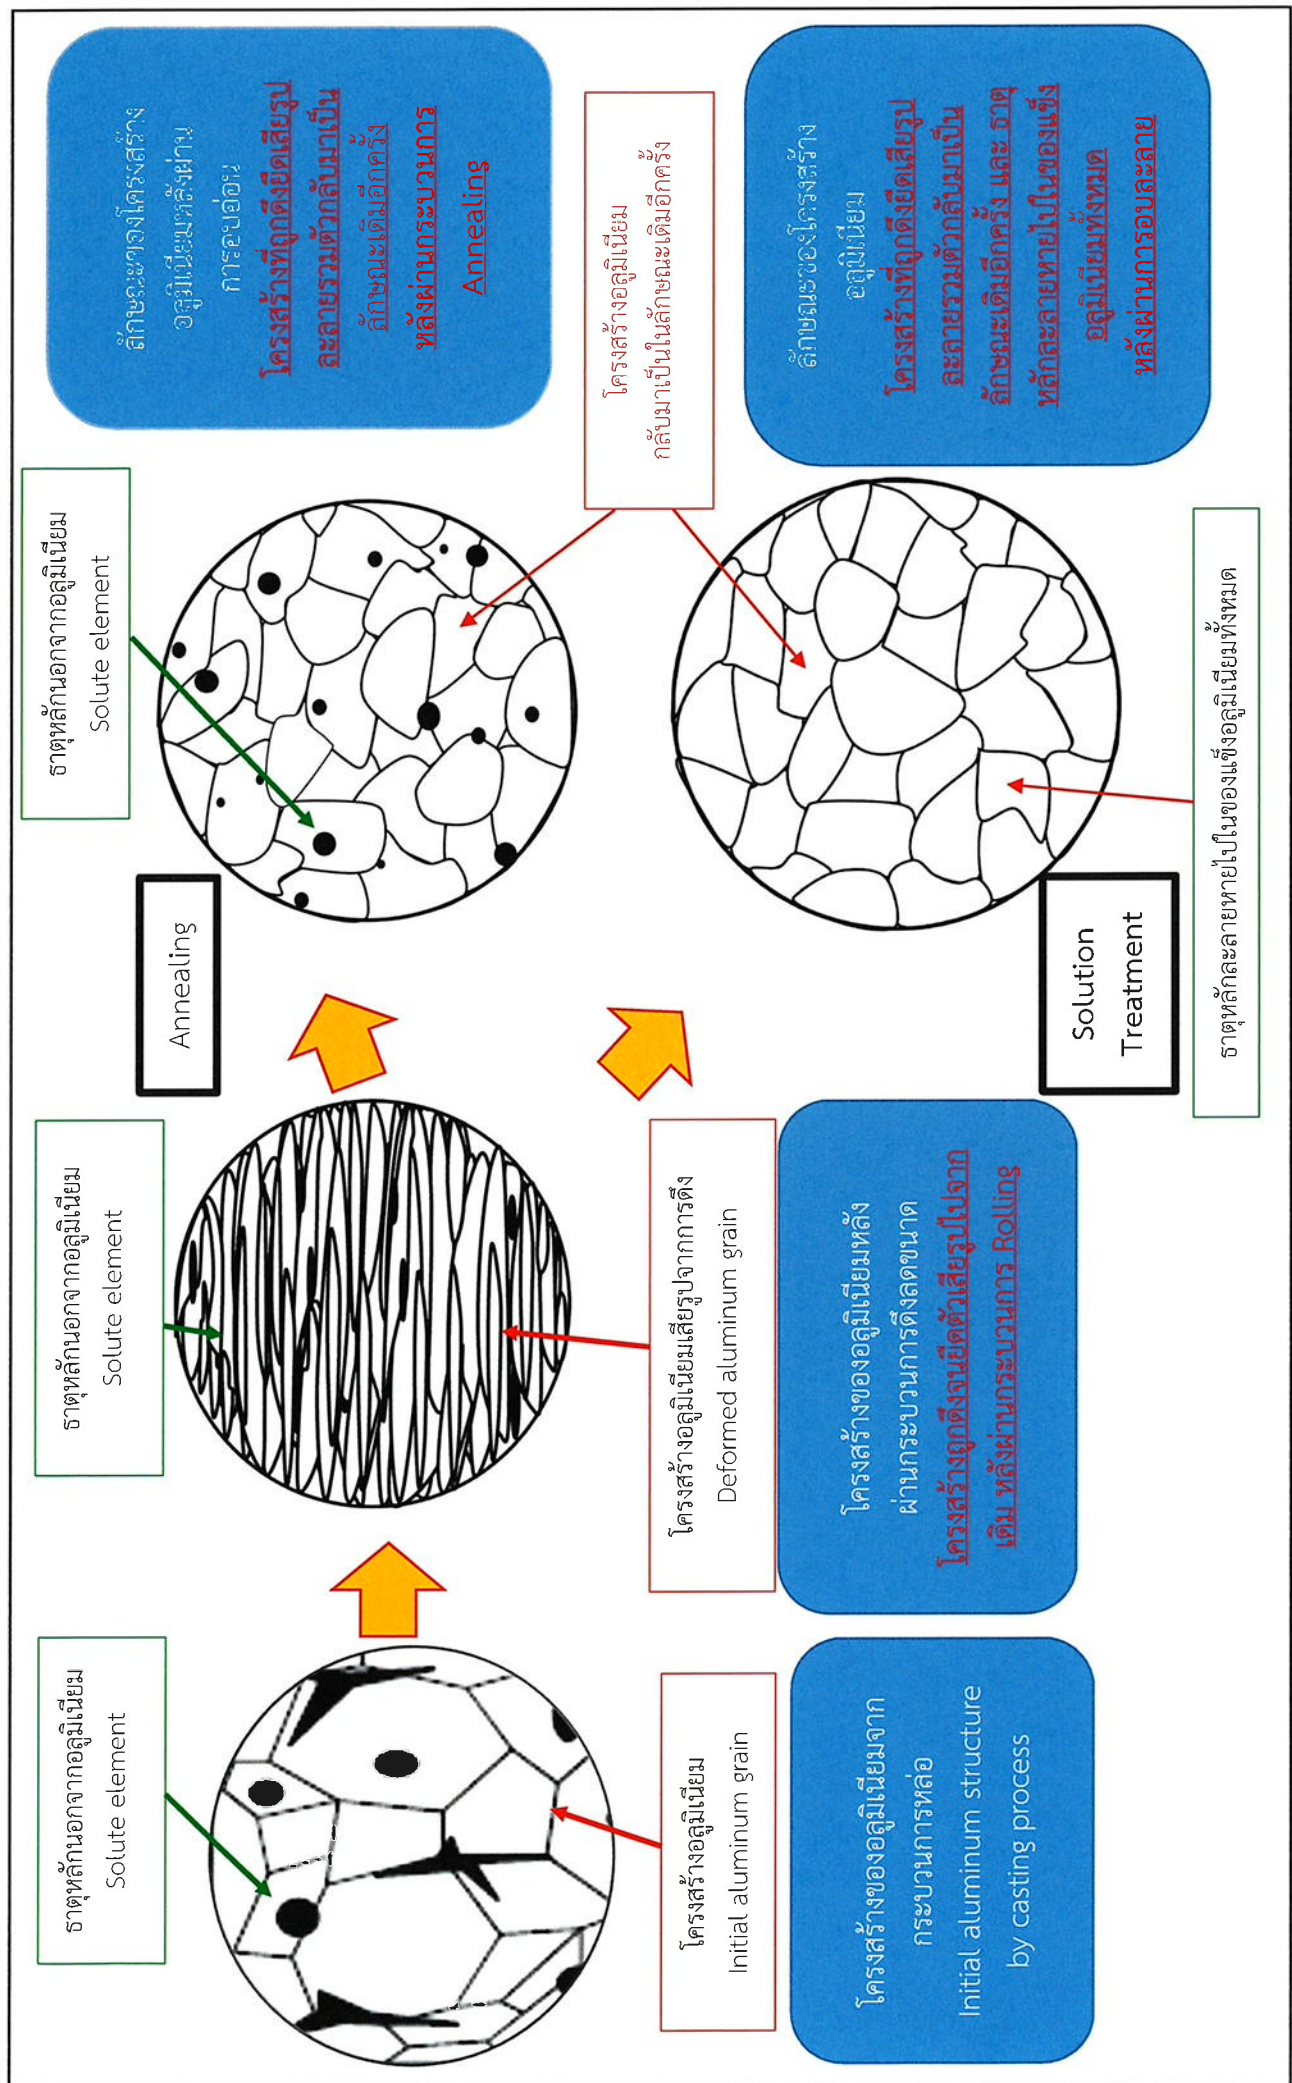 ธาตุหลักนอกจากอลูมิเนียม
Solute element
โครงสร้างอลูมิเนียม
Initial aluminum grain
โครงสร้างของอลูมิเนียมจาก
กระบวนการหล่อ
Initial aluminum structure
by casting process
ธาตุหลักนอกจากอลูมิเนียม
Solute element
โครงสร้างอลูมิเนียมเสียรูปจากการดึง
Deformed aluminum grain
โครงสร้างของอลูมิเนียมหลัง
ผ่านกระบวนการดึงลดขนาด
โครงสร้างถูกดึงจนยืดตัวเสียรูปไปจาก
เดิม หลังผ่านกระบวนการ Rolling
Annealing
ธาตุหลักนอกจากอลูมิเนียม
Solute element
ลักษณะของโครงสร้าง
อลูมิเนียมหลังผ่าน
การอบอ่อน
โครงสร้างที่ถูกดึงยืดเสียรูป
ละลายรวมตัวกลับมาเป็น
ลักษณะเดิมอีกครั้ง
หลังผ่านกระบวนการ
Annealing
โครงสร้างอลูมิเนียม
กลับมาเป็นในลักษณะเดิมอีกครั้ง
Solution
Treatment
ธาตุหลักละลายหายไปในของแข็งอลูมิเนียมทั้งหมด
ลักษณะของโครงสร้าง
อลูมิเนียม
โครงสร้างที่ถูกดึงยืดเสียรูป
ละลายรวมตัวกลับมาเป็น
ลักษณะเดิมอีกครั้ง และ ธาตุ
หลักละลายหายไปในของแข็ง
อลูมิเนียมทั้งหมด
หลังผ่านการอบละลาย